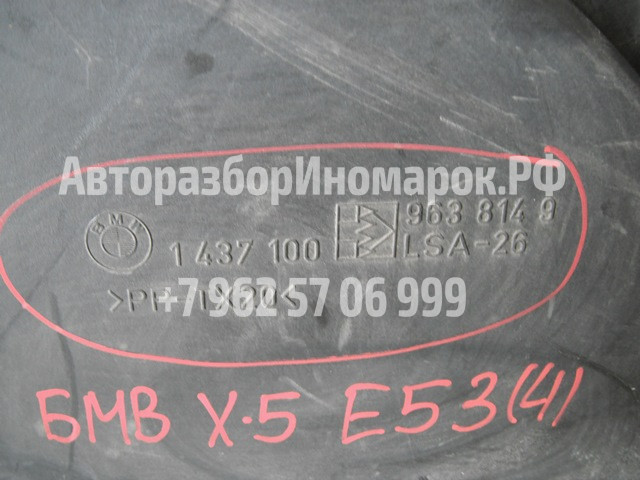 АвторазборИномарок.РФ
BMW
963 814 9
1 437 100
LSA-26
+7 962 57 06 999
БМВ Х•5 Е53(4)